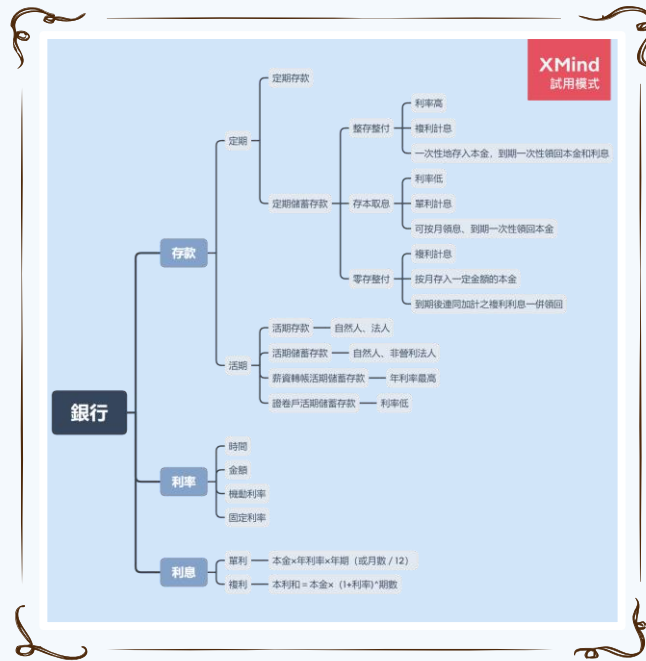 XMind
試用模式
銀行
存款
定期
定期存款
定期儲蓄存款
整存整付
利率高
複利計息
一次性地存入本金，到期一次性領回本金和利息
存本取息
利率低
單利計息
可按月領息、到期一次性領回本金
零存整付
複利計息
按月存入一定金額的本金
到期後連同加計之複利利息一併領回
活期
活期存款
自然人、法人
活期儲蓄存款
自然人、非營利法人
薪資轉帳活期儲蓄存款
年利率最高
證卷戶活期儲蓄存款
利率低
利率
時間
金額
機動利率
固定利率
利息
單利
本金×年利率×年期（或月數 / 12）
複利
本利和 = 本金×（1+利率)^期數